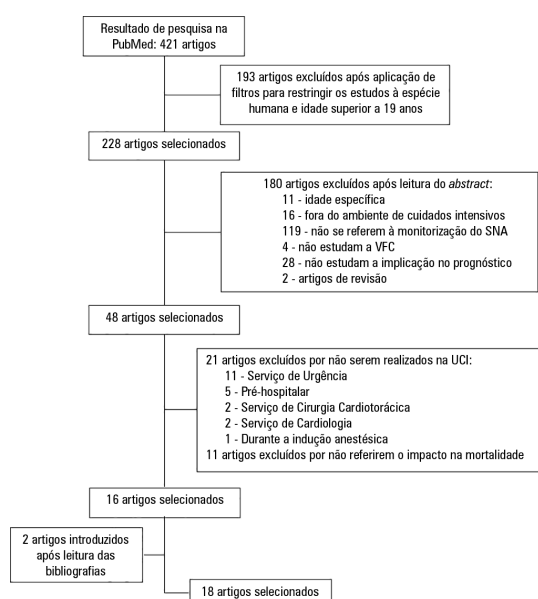 Resultado de pesquisa na
PubMed: 421 artigos
193 artigos excluídos após aplicação de
filtros para restringir os estudos à espécie
humana e idade superior a 19 anos
228 artigos selecionados
180 artigos excluídos após leitura do abstract:
11 - idade específica
16 - fora do ambiente de cuidados intensivos
119 - não se referem à monitorização do SNA
4 - não estudam a VFC
28 - não estudam a implicação no prognóstico
2 - artigos de revisão
48 artigos selecionados
21 artigos excluídos por não serem realizados na UCI:
11 - Serviço de Urgência
5 - Pré-hospitalar
2 - Serviço de Cirurgia Cardiotorácica
2 - Serviço de Cardiologia
1 - Durante a indução anestésica
11 artigos excluídos por não referirem o impacto na mortalidade
16 artigos selecionados
2 artigos introduzidos
após leitura das
bibliografias
18 artigos selecionados